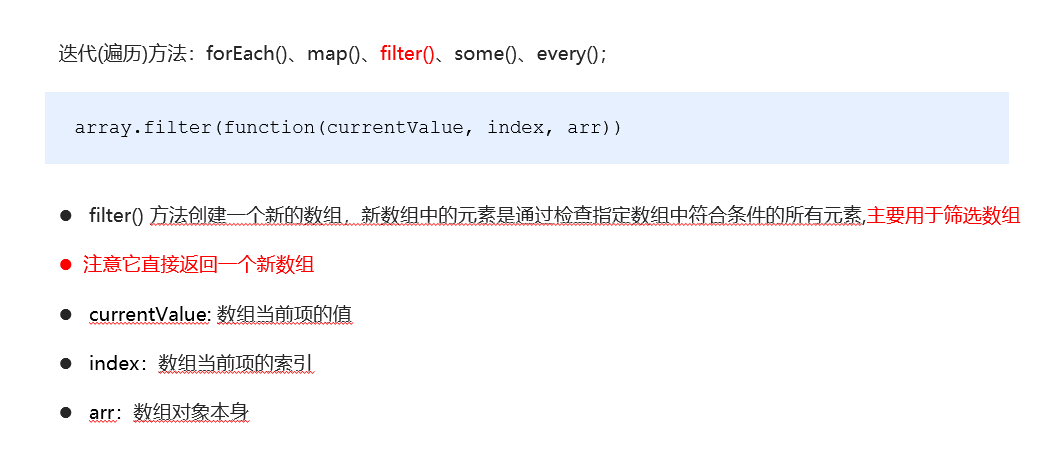 迭代(遍历)方法：forEach()、map()、filter()、some()、every()；
array.filter(function(currentValue, index, arr))
● filter() 方法创建一个新的数组，新数组中的元素是通过检查指定数组中符合条件的所有元素,主要用于筛选数组
● 注意它直接返回一个新数组
● currentValue: 数组当前项的值
● index：数组当前项的索引
● arr：数组对象本身